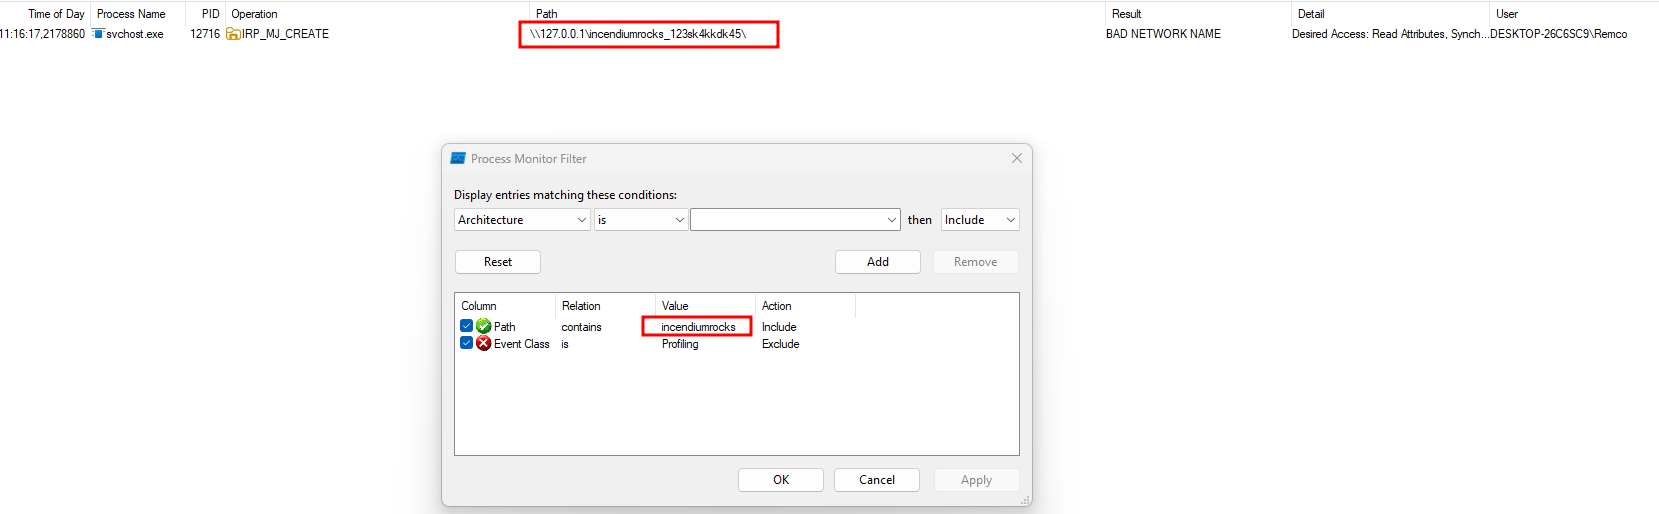 Time of Day Process Name PID Operation Path Result Detail User
11:16:17,2178860 svchost.exe 12716 IRP_MJ_CREATE \\127.0.0.1\incendiumrocks_123sk4kkdk45\ BAD NETWORK NAME Desired Access: Read Attributes, Synch... DESKTOP-26C6SC9\Remco
Process Monitor Filter
Display entries matching these conditions:
Architecture is then Include
Reset Add Remove
Column Relation Value Action
Path contains incendiumrocks Include
Event Class is Profiling Exclude
OK Cancel Apply